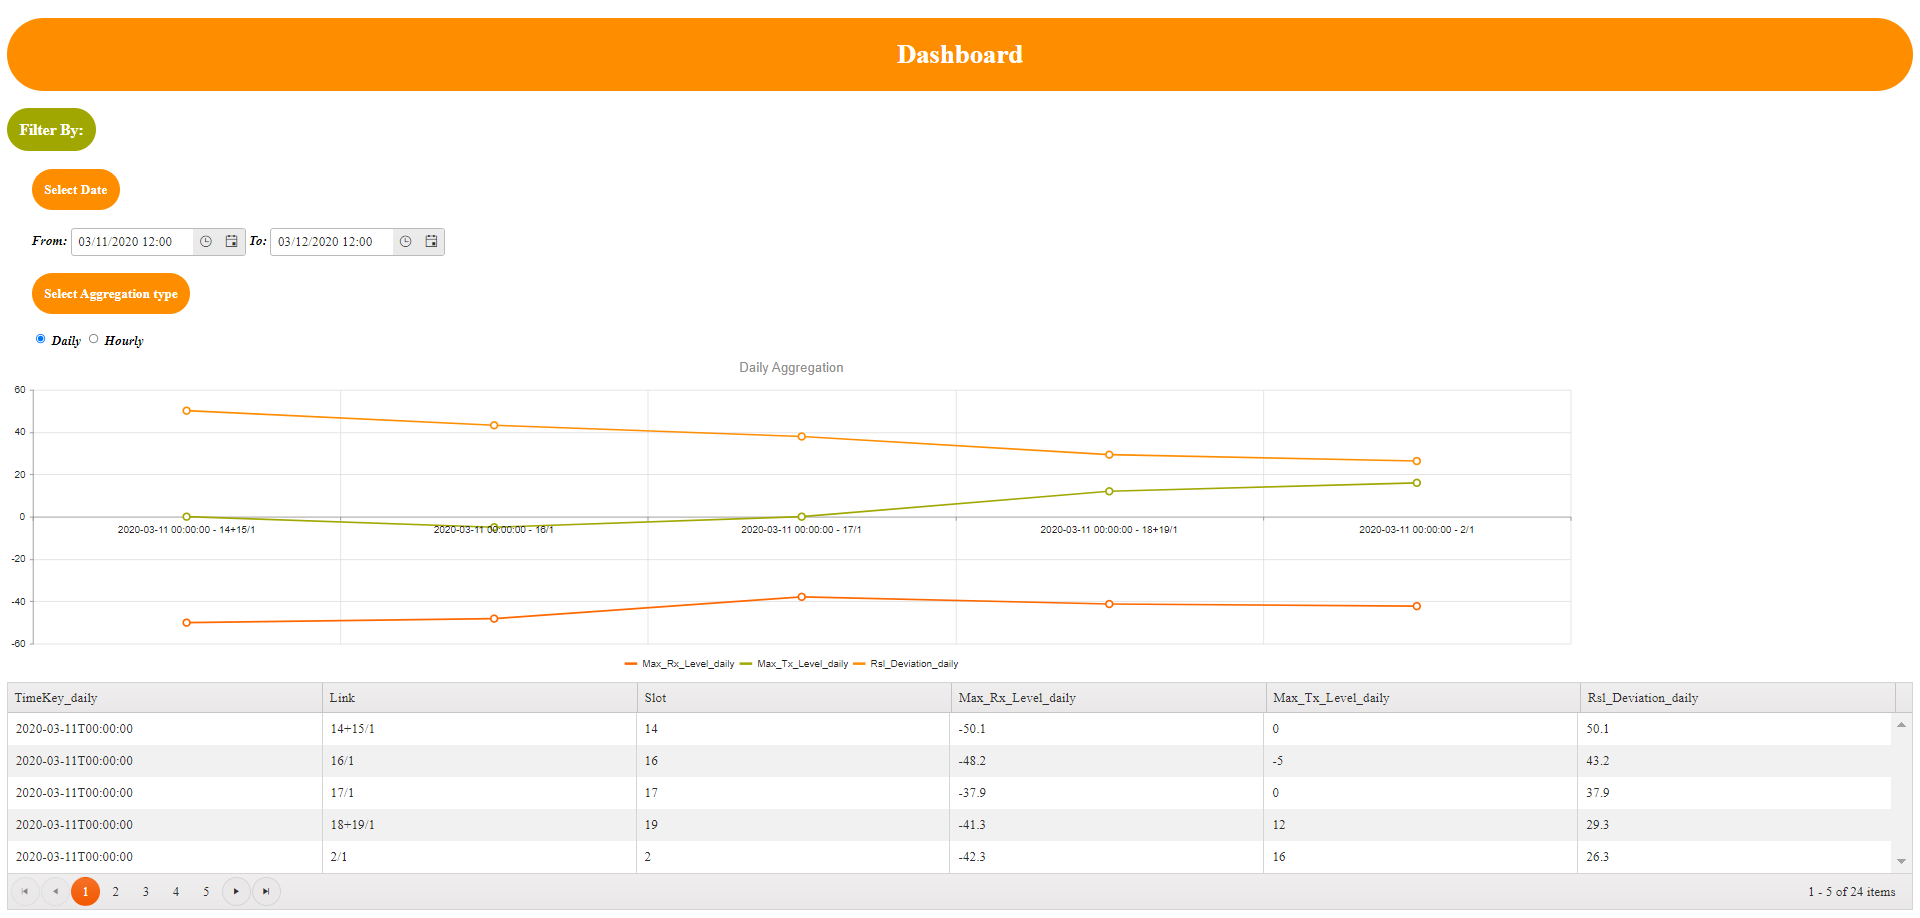 Dashboard
Filter By:
Select Date
From: 03/11/2020 12:00 To: 03/12/2020 12:00
Select Aggregation type
Daily Hourly
Daily Aggregation
60
40
20
0
2020-03-11 00:00:00 - 14+15/1 2020-03-11 00:00:00 - 16/1 2020-03-11 00:00:00 - 17/1 2020-03-11 00:00:00 - 18+19/1 2020-03-11 00:00:00 - 2/1
-20
-40
-60
Max_Rx_Level_daily Max_Tx_Level_daily Rsl_Deviation_daily
TimeKey_daily Link Slot Max_Rx_Level_daily Max_Tx_Level_daily Rsl_Deviation_daily
2020-03-11T00:00:00 14+15/1 14 -50.1 0 50.1
2020-03-11T00:00:00 16/1 16 -48.2 -5 43.2
2020-03-11T00:00:00 17/1 17 -37.9 0 37.9
2020-03-11T00:00:00 18+19/1 19 -41.3 12 29.3
2020-03-11T00:00:00 2/1 2 -42.3 16 26.3
1 2 3 4 5 1 - 5 of 24 items